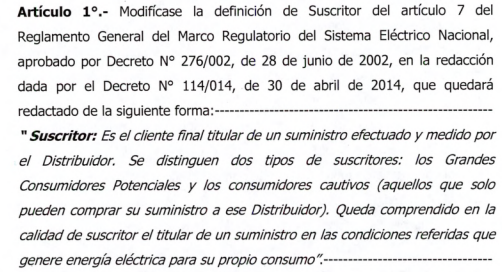 Artículo 1°.- Modifícase la definición de Suscritor del artículo 7 del
Reglamento General del Marco Regulatorio del Sistema Eléctrico Nacional,
aprobado por Decreto N° 276/002, de 28 de junio de 2002, en la redacción
dada por el Decreto N° 114/014, de 30 de abril de 2014, que quedará
redactado de la siguiente forma:------------------------------------------------------------
" Suscritor: Es el cliente final titular de un suministro efectuado y medido por
el Distribuidor. Se distinguen dos tipos de suscritores: los Grandes
Consumidores Potenciales y los consumidores cautivos (aquellos que solo
pueden comprar su suministro a ese Distribuidor). Queda comprendido en la
calidad de suscritor el titular de un suministro en las condiciones referidas que
genere energía eléctrica para su propio consumo".-----------------------------------